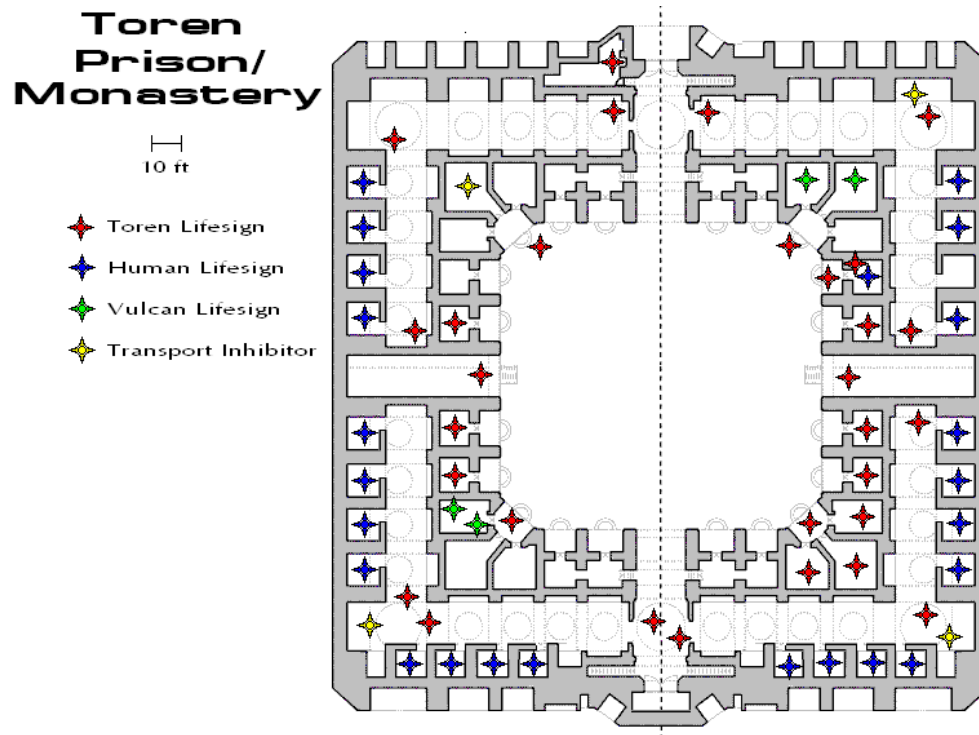 Toren
Prison/
Monastery
10 ft
Toren Lifesign
Human Lifesign
Vulcan Lifesign
Transport Inhibitor